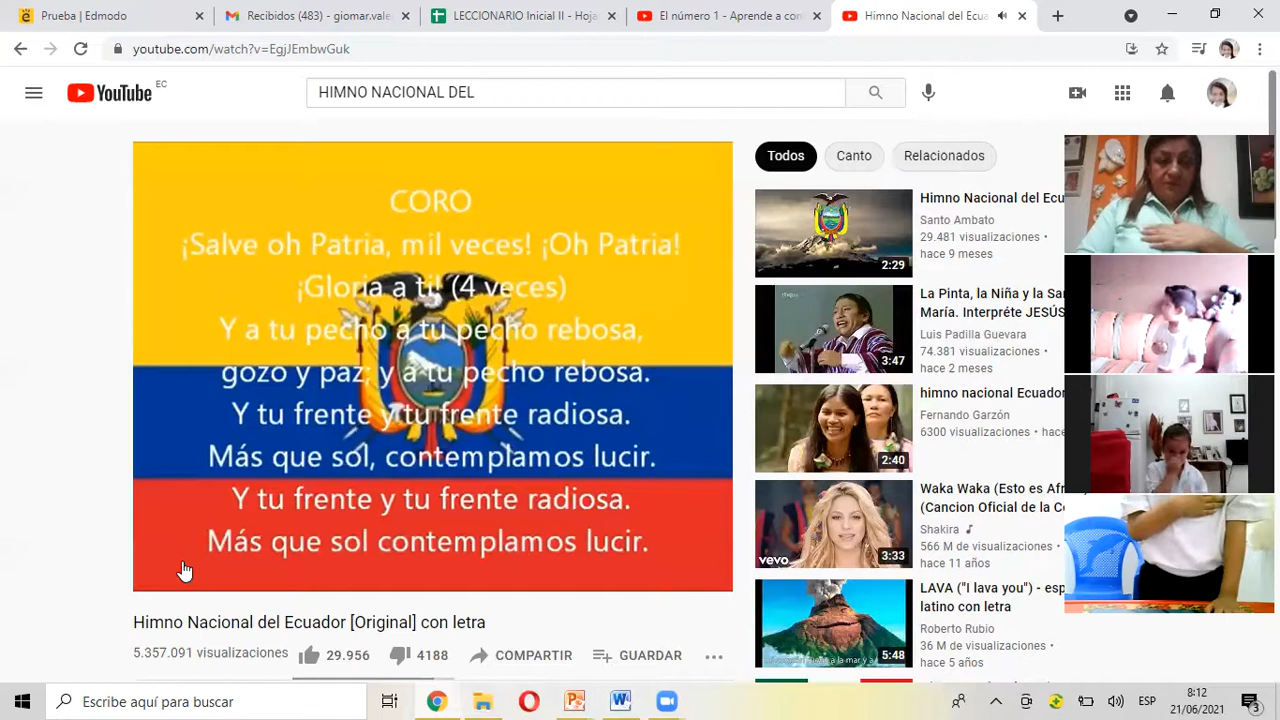 Prueba | Edmodo
Recibidos (483) - giomar.vale
LECCIONARIO Inicial II - Hoja
El número 1 - Aprende a con
Himno Nacional del Ecua
youtube.com/watch?v=EgjJEmbwGuk
YouTube EC
HIMNO NACIONAL DEL
CORO
¡Salve oh Patria, mil veces! ¡Oh Patria!
¡Gloria a ti! (4 veces)
Y a tu pecho a tu pecho rebosa,
gozo y paz; y a tu pecho rebosa.
Y tu frente y tu frente radiosa.
Más que sol, contemplamos lucir.
Y tu frente y tu frente radiosa.
Más que sol contemplamos lucir.
Himno Nacional del Ecuador [Original] con letra
5.357.091 visualizaciones
29.956
4188
COMPARTIR
GUARDAR
Todos
Canto
Relacionados
Himno Nacional del Ecu
Santo Ambato
29.481 visualizaciones •
hace 9 meses
2:29
La Pinta, la Niña y la Sa
María. Intérpréte JESÚS
Luis Padilla Guevara
74.381 visualizaciones •
hace 2 meses
3:47
himno nacional Ecuador
Fernando Garzón
6300 visualizaciones • hace
2:40
Waka Waka (Esto es Afr
(Cancion Oficial de la Co
Shakira
566 M de visualizaciones •
hace 11 años
vevo
3:33
LAVA ("I lava you") - esp
latino con letra
Roberto Rubio
36 M de visualizaciones •
hace 5 años
5:48
Escribe aquí para buscar
ESP
8:12
21/06/2021
3